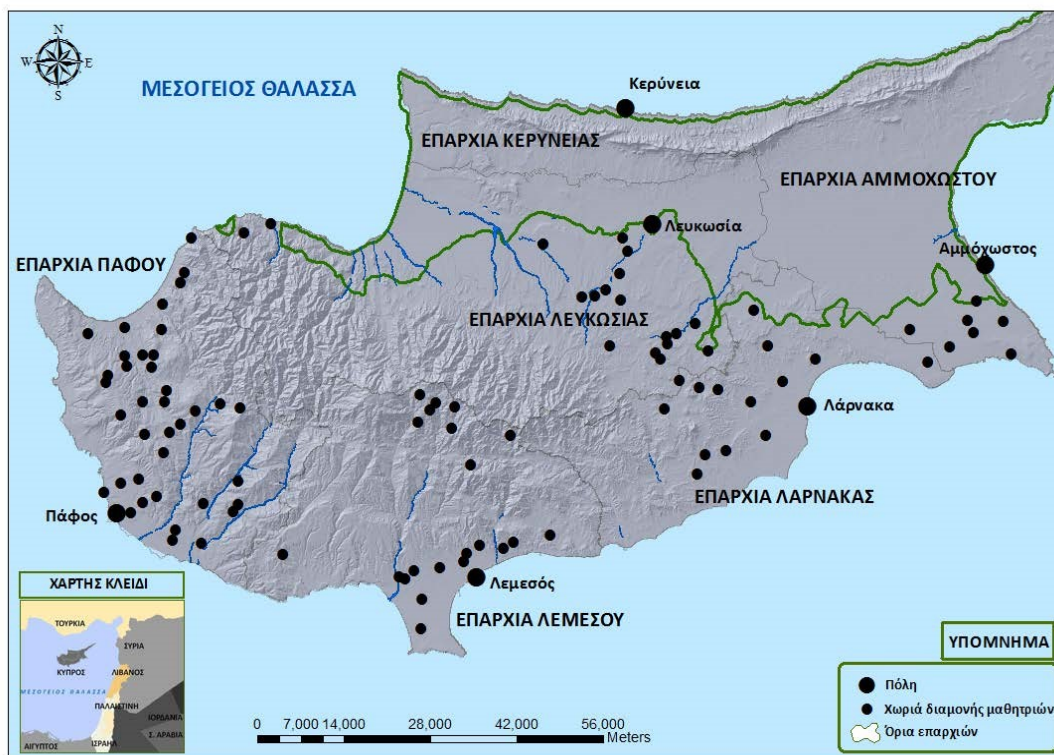 N
W E
S
ΜΕΣΟΓΕΙΟΣ ΘΑΛΑΣΣΑ
Κερύνεια
ΕΠΑΡΧΙΑ ΚΕΡΥΝΕΙΑΣ
ΕΠΑΡΧΙΑ ΑΜΜΟΧΩΣΤΟΥ
Λευκωσία
Αμμόχωστος
ΕΠΑΡΧΙΑ ΠΑΦΟΥ
ΕΠΑΡΧΙΑ ΛΕΥΚΩΣΙΑΣ
Λάρνακα
ΕΠΑΡΧΙΑ ΛΑΡΝΑΚΑΣ
Πάφος
Λεμεσός
ΕΠΑΡΧΙΑ ΛΕΜΕΣΟΥ
ΧΑΡΤΗΣ ΚΛΕΙΔΙ
ΤΟΥΡΚΙΑ
ΣΥΡΙΑ
ΚΥΠΡΟΣ
ΛΙΒΑΝΟΣ
ΜΕΣΟΓΕΙΟΣ ΘΑΛΑΣΣΑ
ΠΑΛΑΙΣΤΙΝΗ
ΙΟΡΔΑΝΙΑ
Σ. ΑΡΑΒΙΑ
ΑΙΓΥΠΤΟΣ
ΙΣΡΑΗΛ
0 7,000 14,000 28,000 42,000 56,000
Meters
ΥΠΟΜΝΗΜΑ
Πόλη
Χωριά διαμονής μαθητριών
Όρια επαρχιών